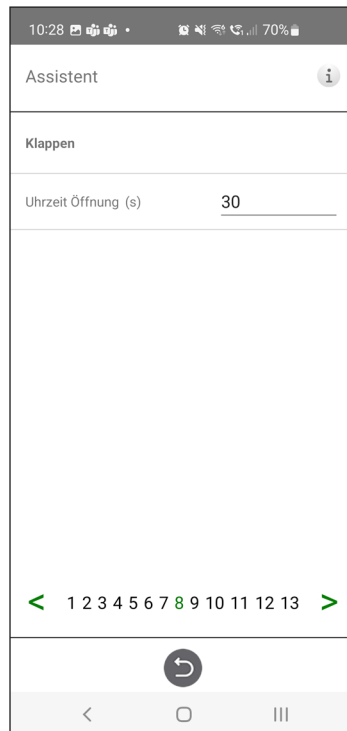 10:28 70%
Assistent i
Klappen
Uhrzeit Öffnung (s) 30
< 1 2 3 4 5 6 7 8 9 10 11 12 13 >